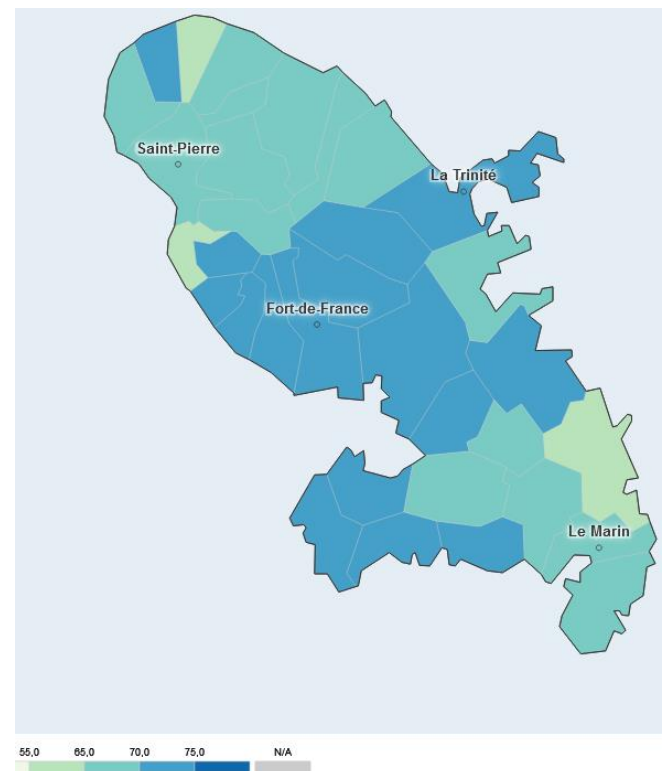 Saint-Pierre
La Trinité
Fort-de-France
Le Marin
55,0 65,0 70,0 75,0 N/A